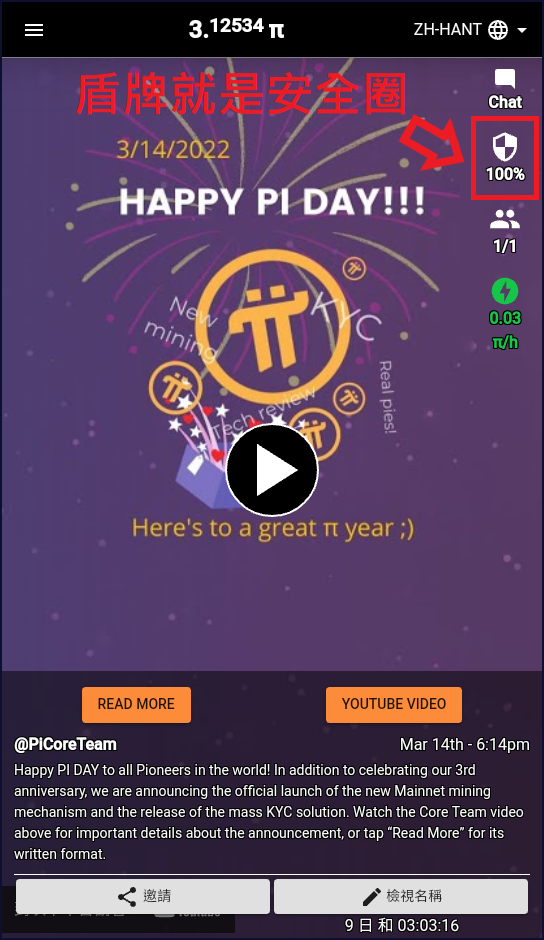 3.12534 π
ZH-HANT
盾牌就是安全圈
Chat
3/14/2022
100%
HAPPY PI DAY!!!
1/1
New mining
KYC
0.03
π/h
Real pies!
Tech review
Here's to a great π year ;)
READ MORE
YOUTUBE VIDEO
@PiCoreTeam
Mar 14th - 6:14pm
Happy PI DAY to all Pioneers in the world! In addition to celebrating our 3rd
anniversary, we are announcing the official launch of the new Mainnet mining
mechanism and the release of the mass KYC solution. Watch the Core Team video
above for important details about the announcement, or tap “Read More” for its
written format.
邀請
檢視名稱
9 日 和 03:03:16